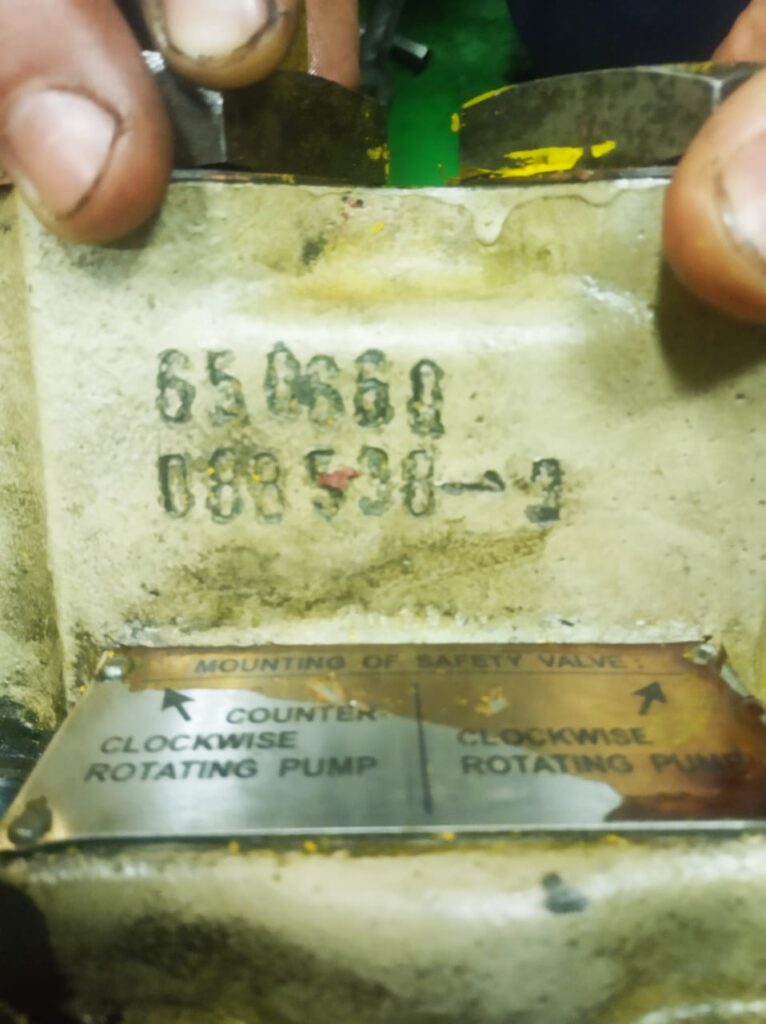 650660
088538-3
MOUNTING OF SAFETY VALVE:
COUNTER-
CLOCKWISE
ROTATING PUMP
CLOCKWISE
ROTATING PUMP